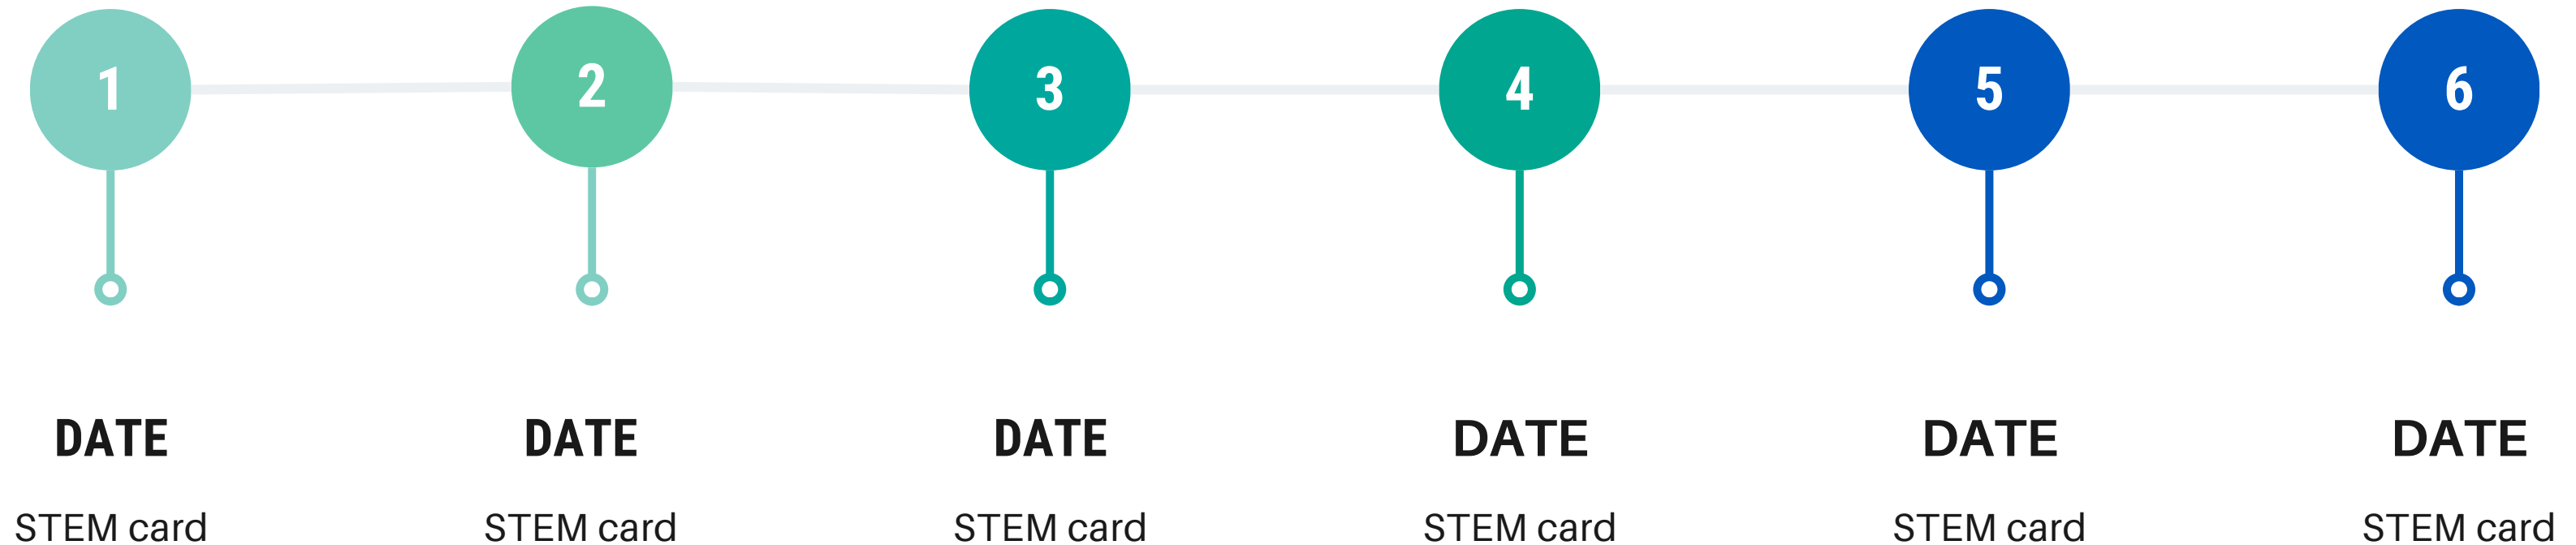 1 2 3 4 5 6
DATE DATE DATE DATE DATE DATE
STEM card STEM card STEM card STEM card STEM card STEM card